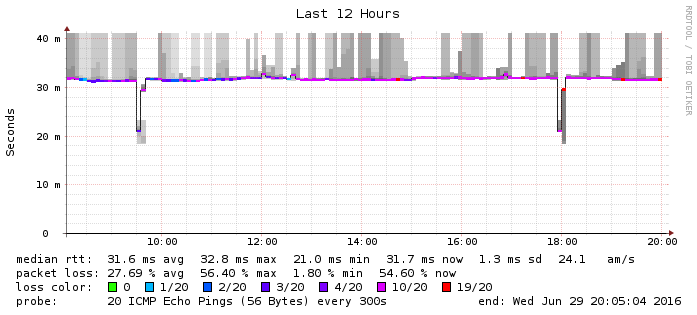 Last 12 Hours
RRDTOOL / TOBI OETIKER
Seconds
40 m
30 m
20 m
10 m
0
10:00 12:00 14:00 16:00 18:00 20:00
median rtt: 31.6 ms avg 32.8 ms max 21.0 ms min 31.7 ms now 1.3 ms sd 24.1 am/s
packet loss: 27.69 % avg 56.40 % max 1.80 % min 54.60 % now
loss color: 0 1/20 2/20 3/20 4/20 10/20 19/20
probe: 20 ICMP Echo Pings (56 Bytes) every 300s end: Wed Jun 29 20:05:04 2016